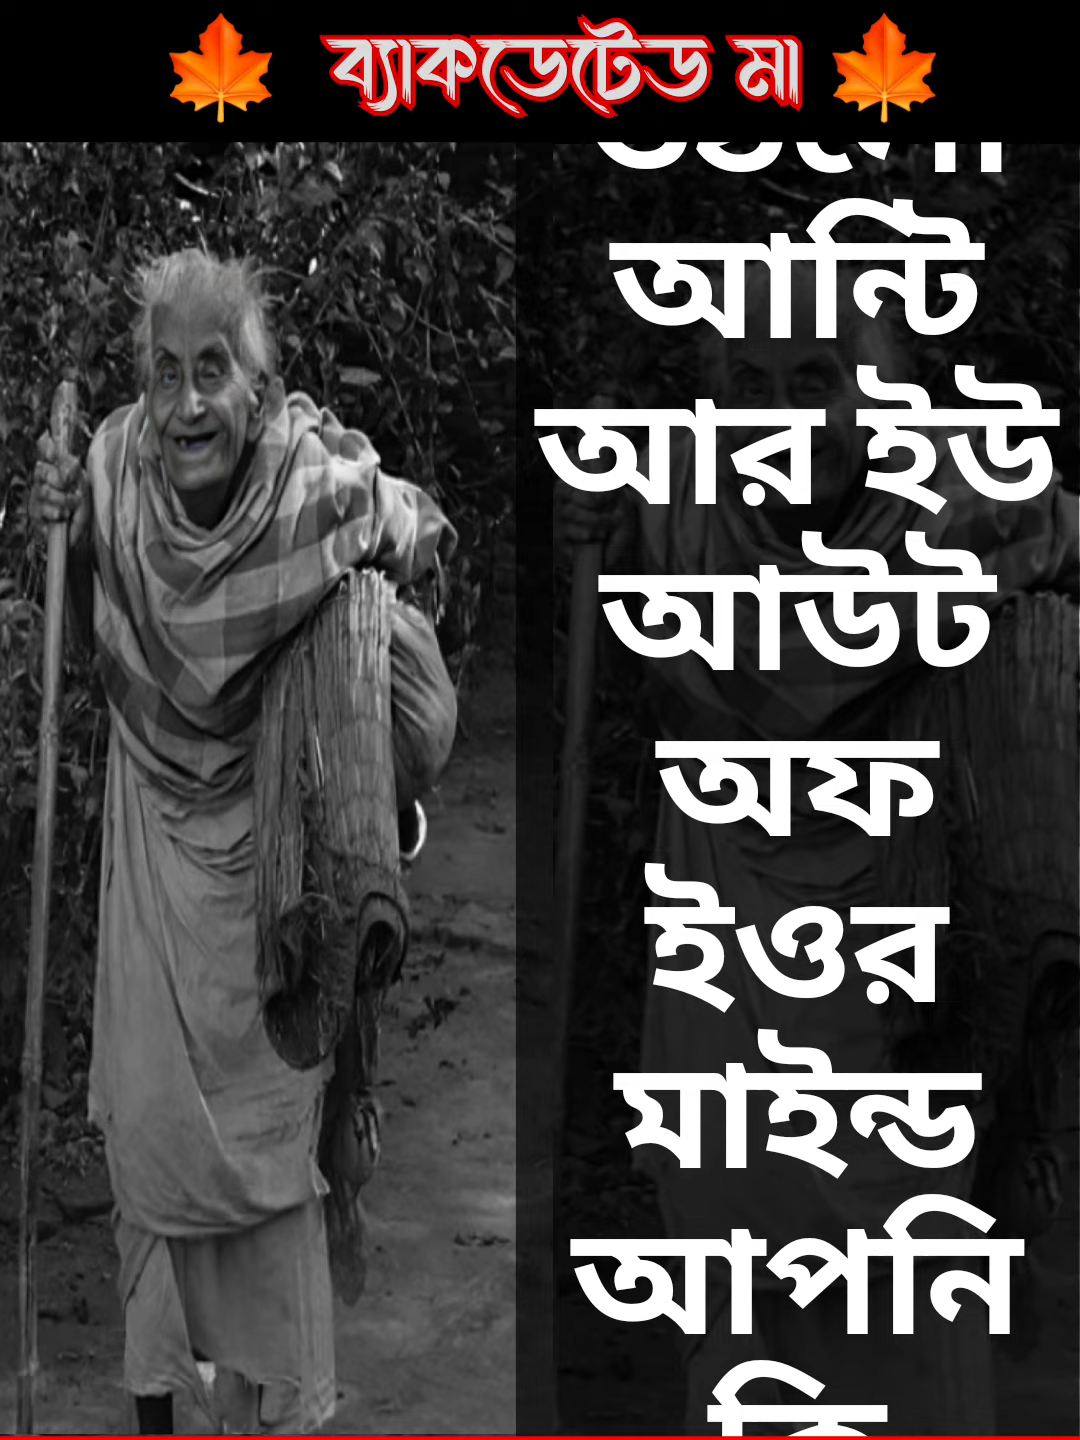 ব্যাকডেটেড মা
আন্টি
আর ইউ
আউট
অফ
ইওর
মাইন্ড
আপনি